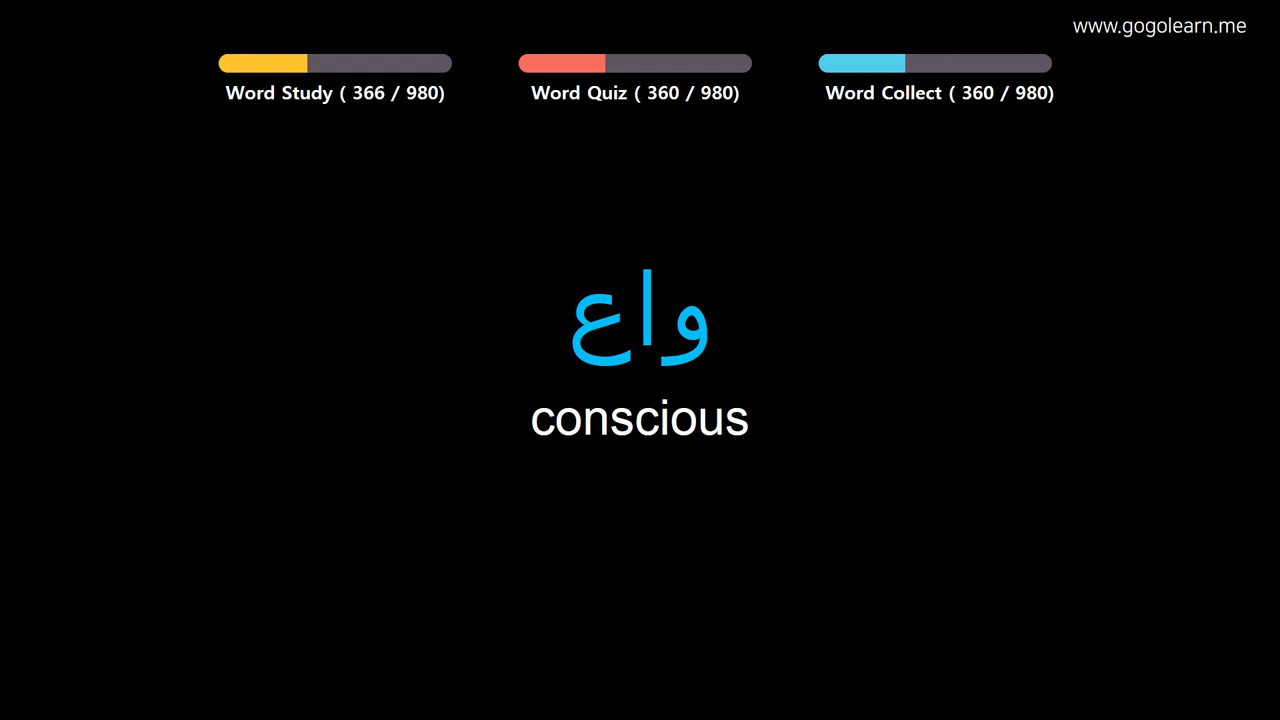 www.gogolearn.me
Word Study ( 366 / 980)
Word Quiz ( 360 / 980)
Word Collect ( 360 / 980)
واع
conscious